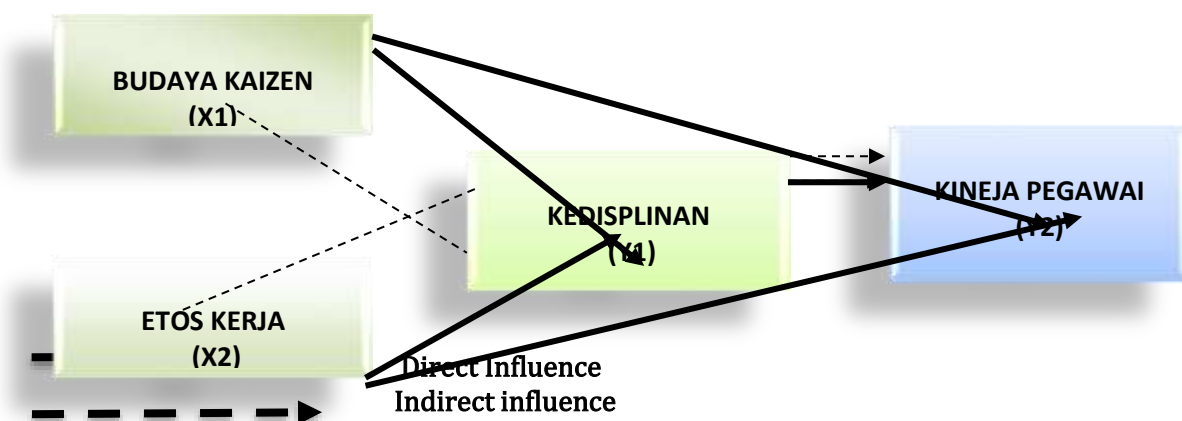 BUDAYA KAIZEN
(X1)
KEDISPLINAN
(Y1)
KINEJA PEGAWAI
(Y2)
ETOS KERJA
(X2)
Direct Influence
Indirect influence